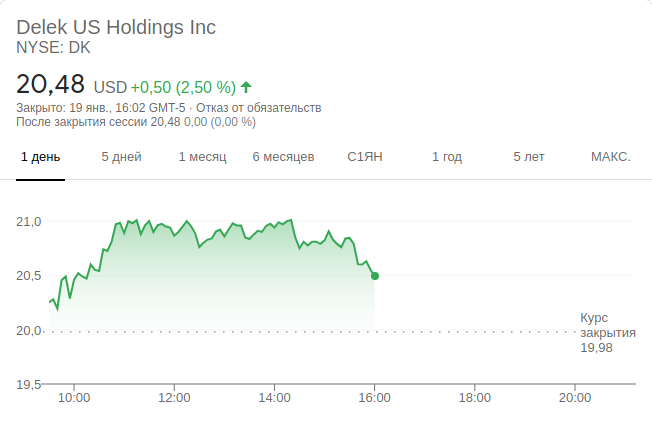 Delek US Holdings Inc
NYSE: DK
20,48 USD +0,50 (2,50 %)
Закрыто: 19 янв., 16:02 GMT-5 · Отказ от обязательств
После закрытия сессии 20,48 0,00 (0,00 %)
1 день 5 дней 1 месяц 6 месяцев С1ЯН 1 год 5 лет МАКС.
21,0
20,5
20,0
Курс
закрытия
19,98
19,5
10:00 12:00 14:00 16:00 18:00 20:00